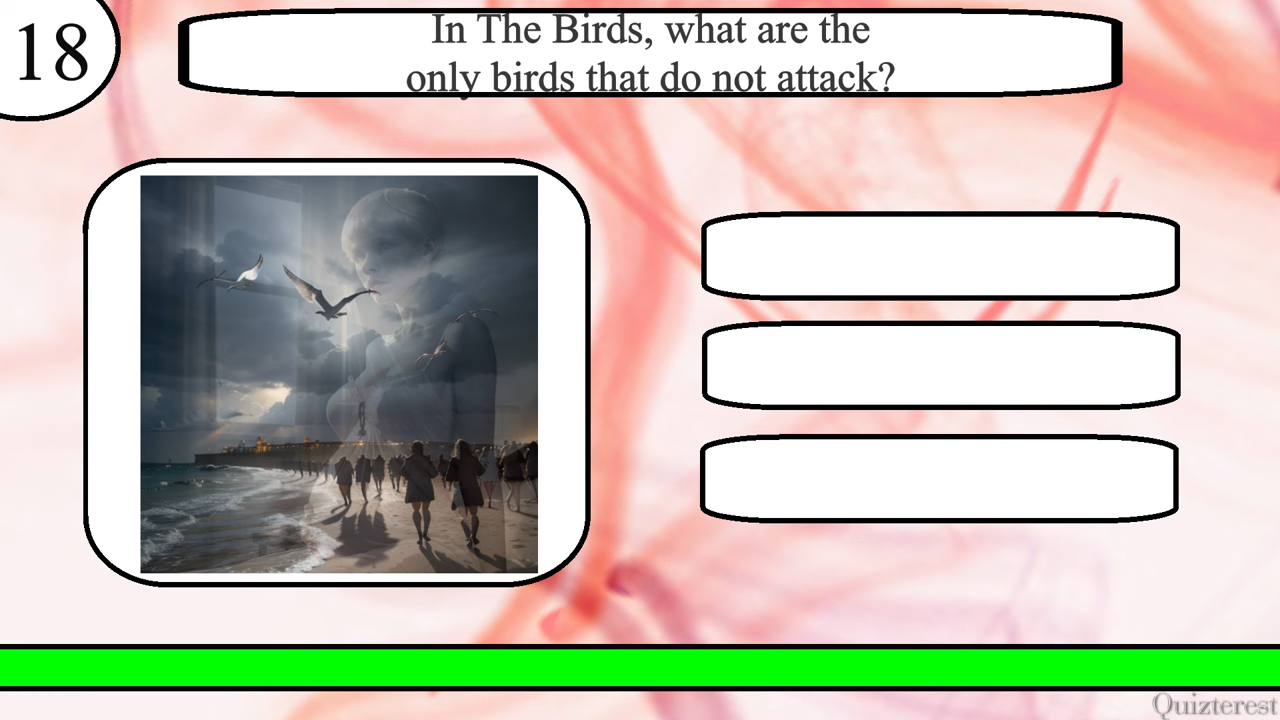 18
In The Birds, what are the
only birds that do not attack?
Quizterest